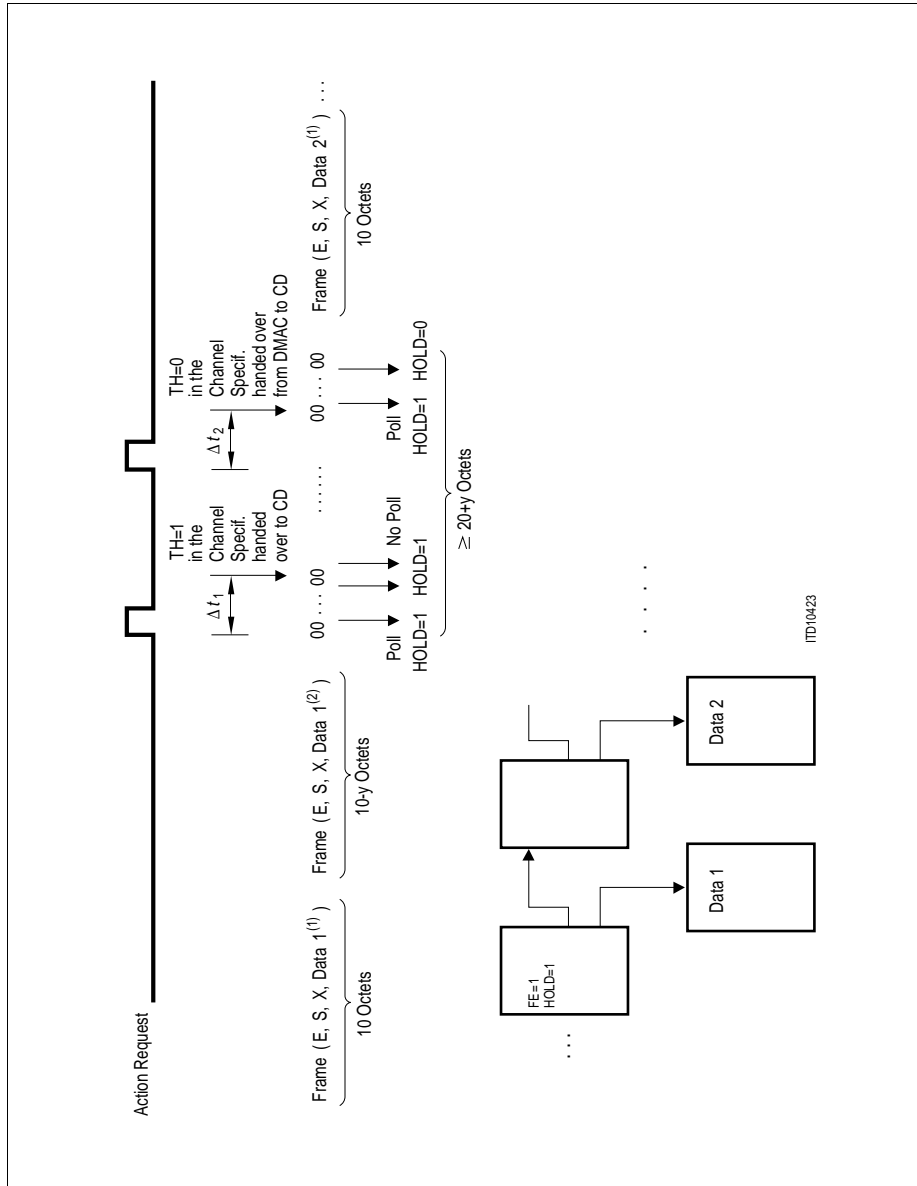 Action Request
TH=1
in the
Channel
Specif.
handed
over to CD
TH=0
in the
Channel
Specif.
handed over
from DMAC to CD
Δ t1
Δ t2
Frame ( E, S, X, Data 1(1) )
10 Octets
Frame ( E, S, X, Data 1(2) )
10-y Octets
00 . . . 00
. . . . . .
00 . . . 00
Frame ( E, S, X, Data 2(1) ) . . .
10 Octets
Poll
HOLD=1
HOLD=1
No Poll
Poll
HOLD=1
HOLD=0
≥ 20+y Octets
. . .
FE=1
HOLD=1
Data 1
Data 2
. . . .
ITD10423